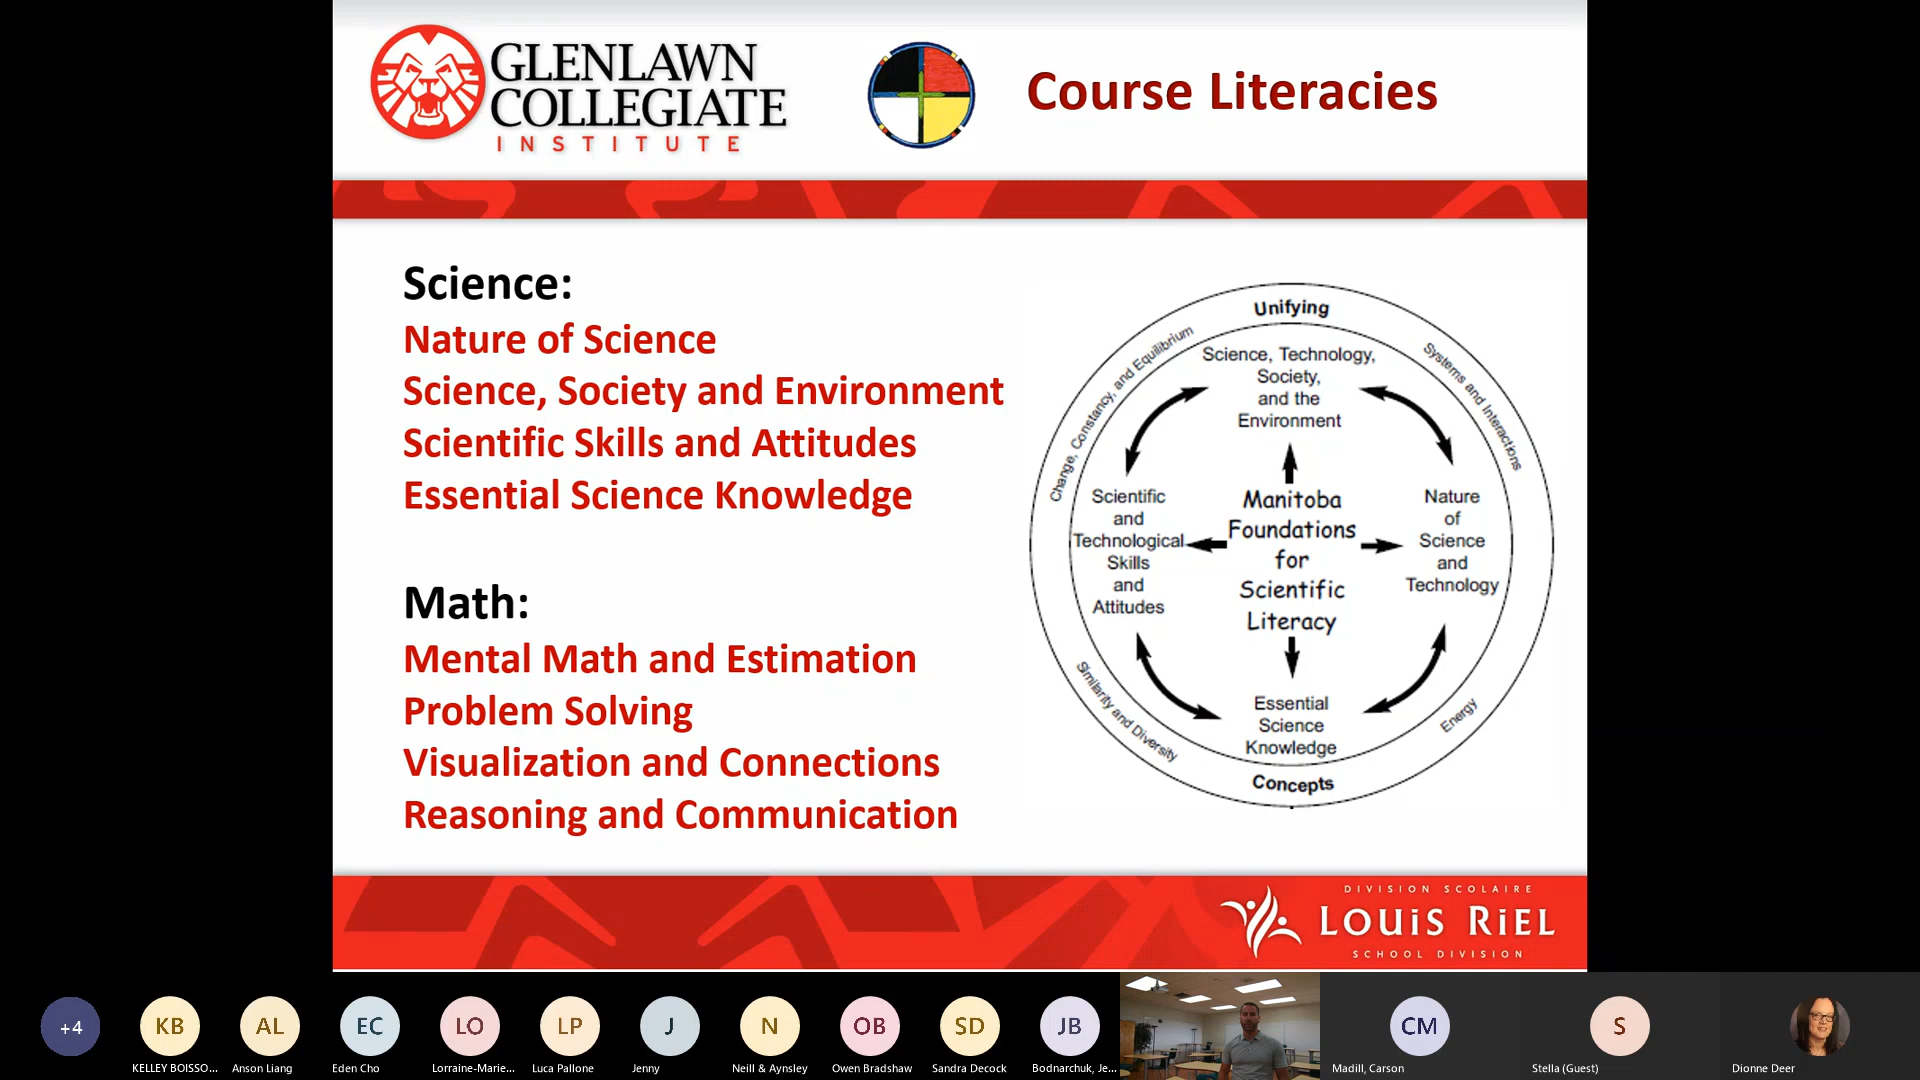 GLENLAWN
COLLEGIATE
INSTITUTE
Course Literacies
Science:
Nature of Science
Science, Society and Environment
Scientific Skills and Attitudes
Essential Science Knowledge
Math:
Mental Math and Estimation
Problem Solving
Visualization and Connections
Reasoning and Communication
Unifying
Change, Constancy, and Equilibrium
Systems and Interactions
Science, Technology,
Society,
and the
Environment
Scientific
and
Technological
Skills
and
Attitudes
Manitoba
Foundations
for
Scientific
Literacy
Nature
of
Science
and
Technology
Essential
Science
Knowledge
Similarity and Diversity
Energy
Concepts
DIVISION SCOLAIRE
LOUiS RiEL
SCHOOL DIVISION
+4
KB
AL
EC
LO
LP
J
N
OB
SD
JB
CM
S
KELLEY BOISSO...
Anson Liang
Eden Cho
Lorraine-Marie...
Luca Pallone
Jenny
Neill & Aynsley
Owen Bradshaw
Sandra Decock
Bodnarchuk, Je...
Madill, Carson
Stella (Guest)
Dionne Deer